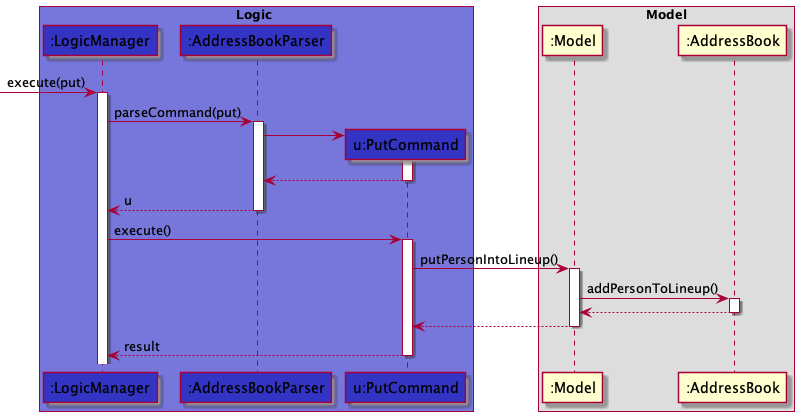 Logic
Model
:LogicManager
:AddressBookParser
:Model
:AddressBook
execute(put)
parseCommand(put)
u:PutCommand
u
execute()
putPersonIntoLineup()
addPersonToLineup()
result
:LogicManager
:AddressBookParser
u:PutCommand
:Model
:AddressBook